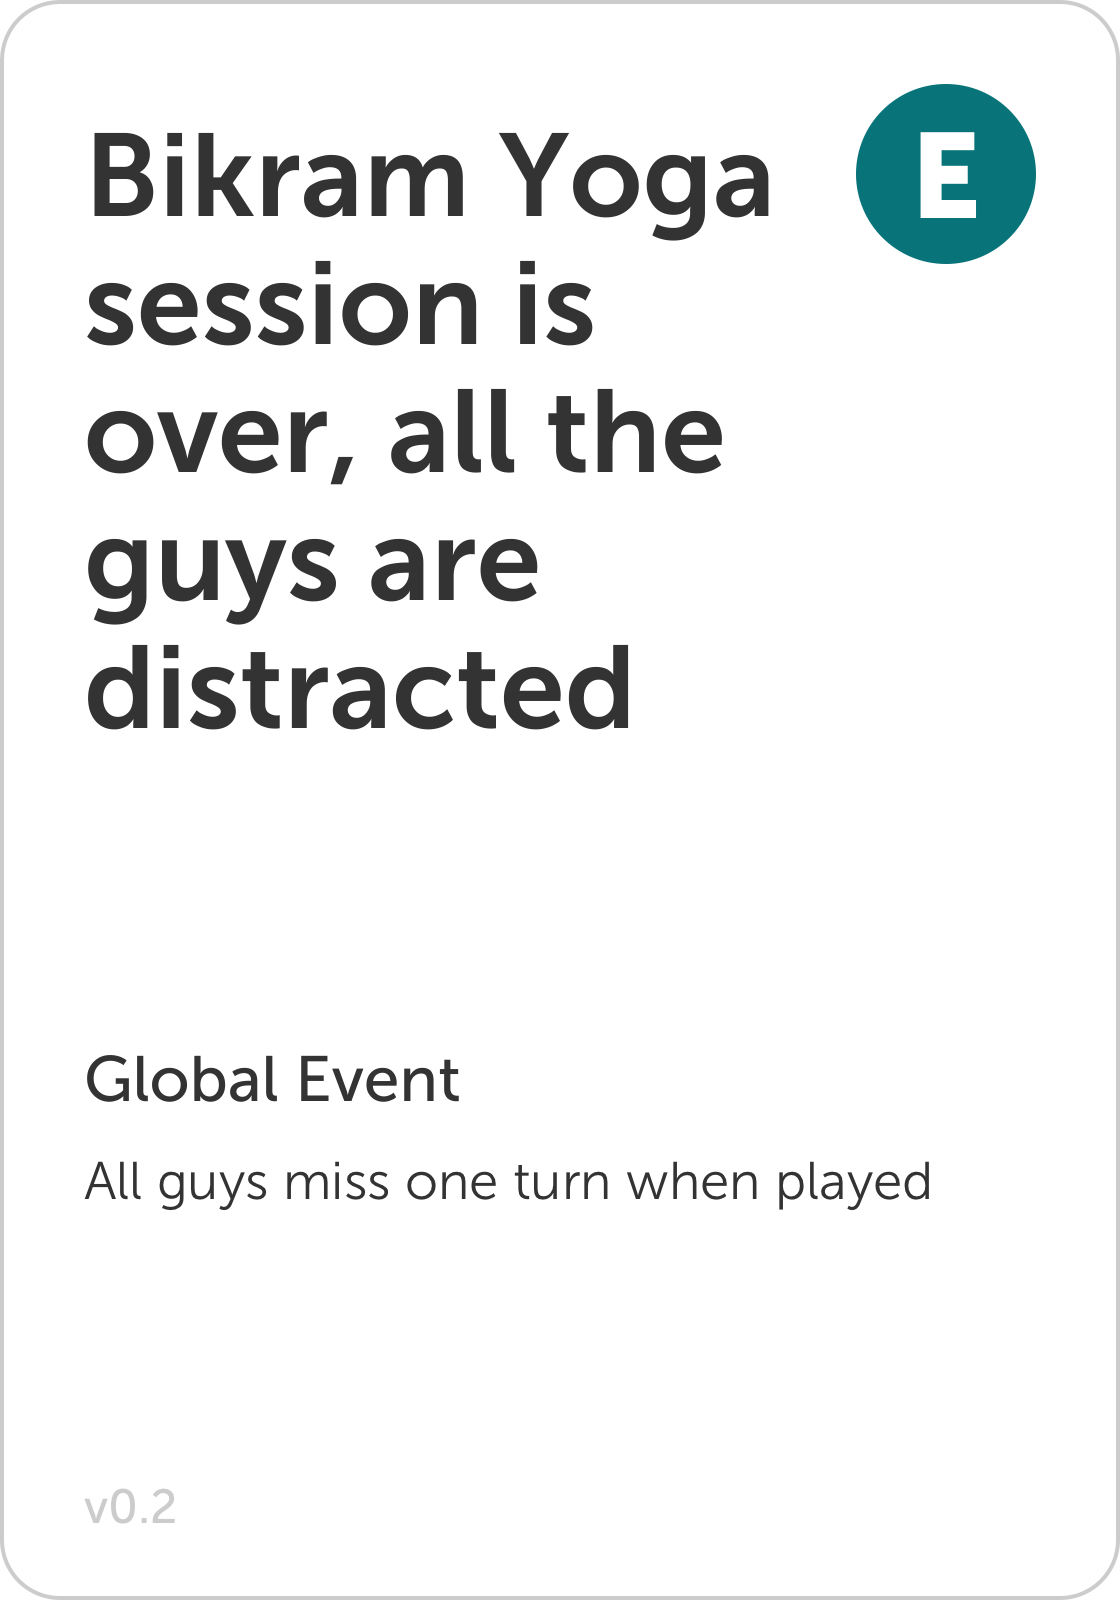 Bikram Yoga
session is
over, all the
guys are
distracted
E
Global Event
All guys miss one turn when played
v0.2